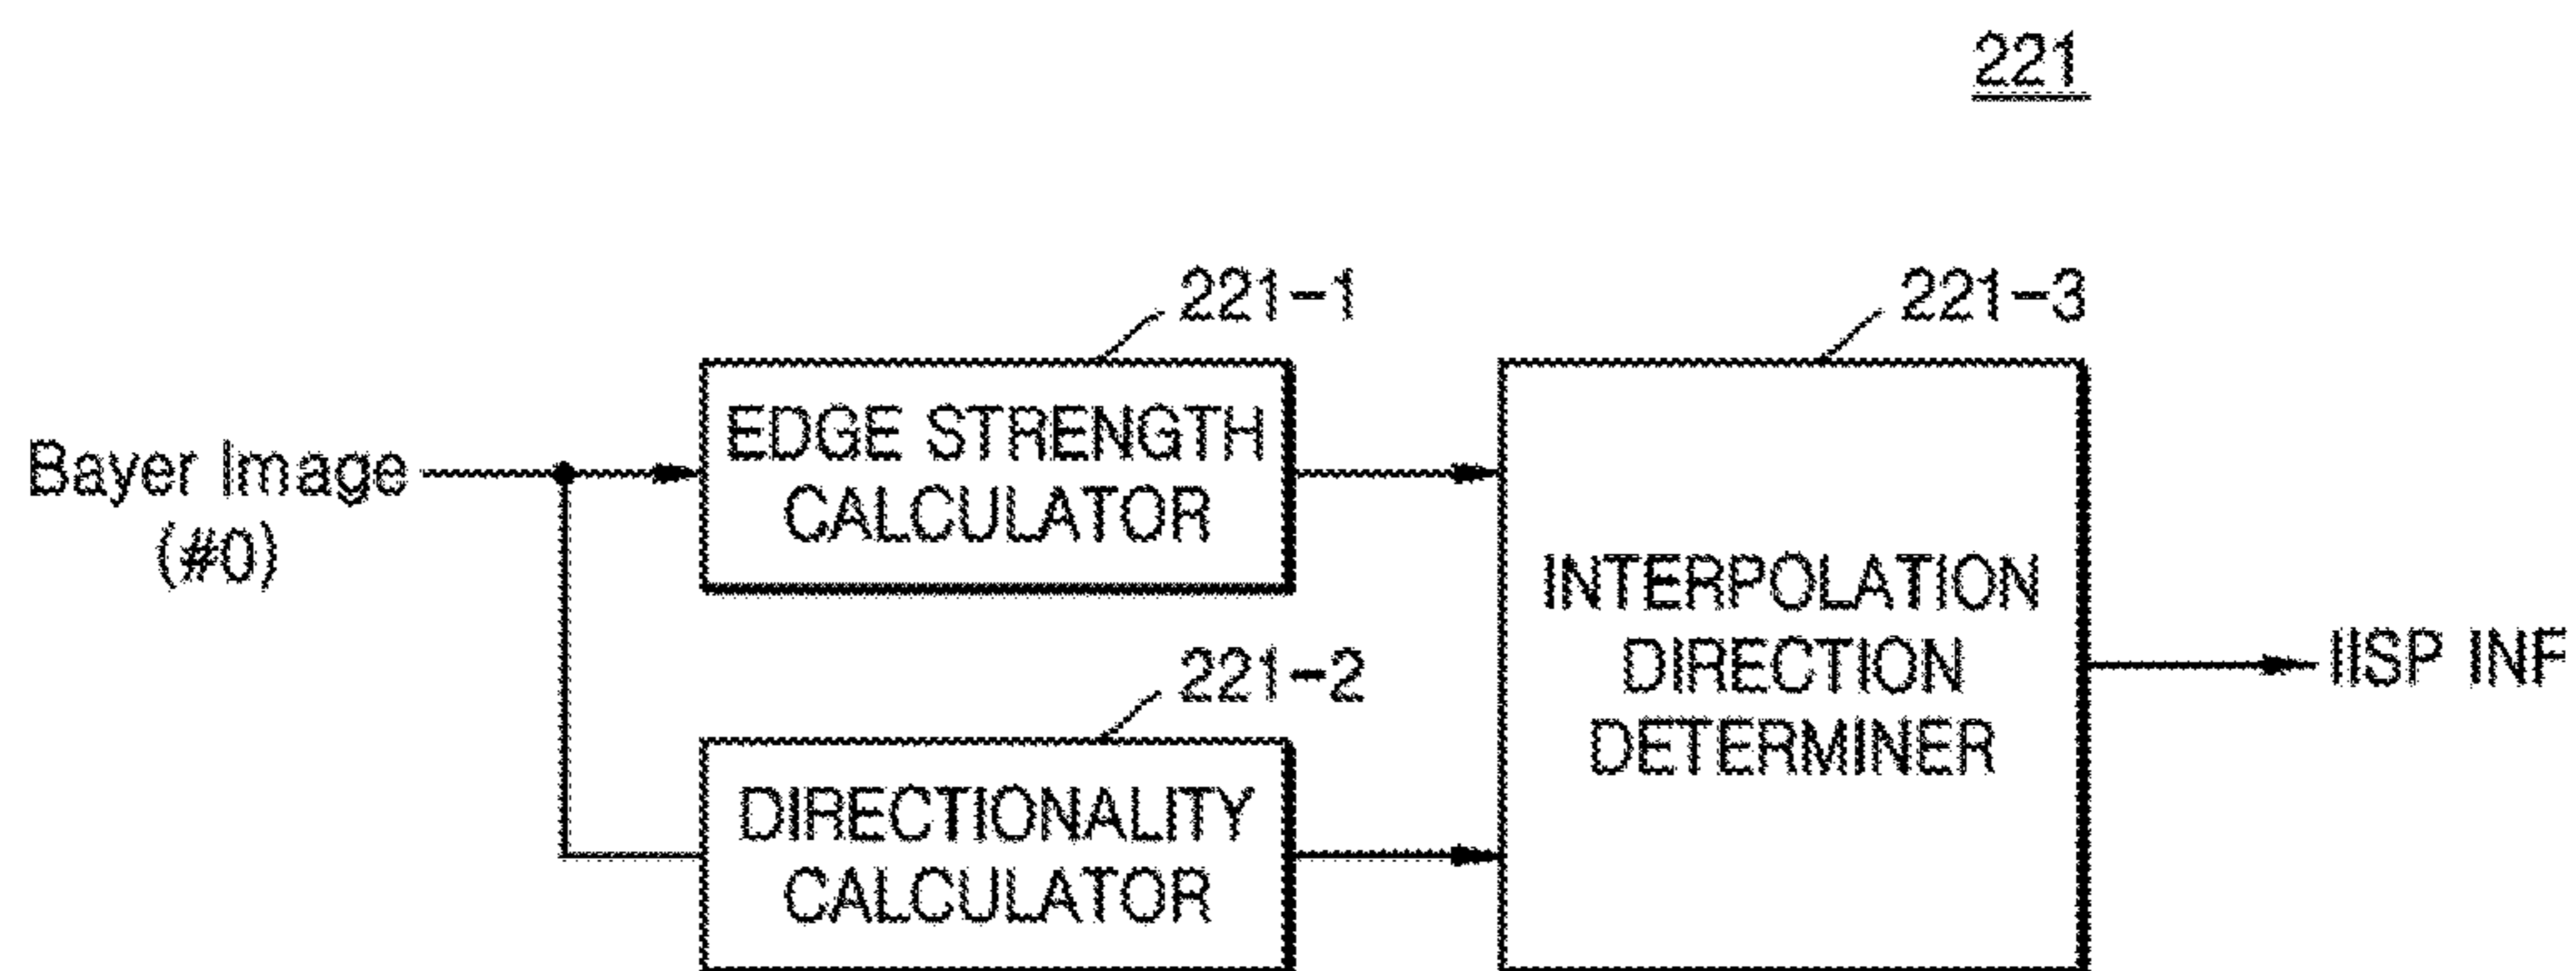 221
221-1
221-3
EDGE STRENGTH
CALCULATOR
Bayer Image
(#0)
INTERPOLATION
DIRECTION
DETERMINER
IISP INF
221-2
DIRECTIONALITY
CALCULATOR